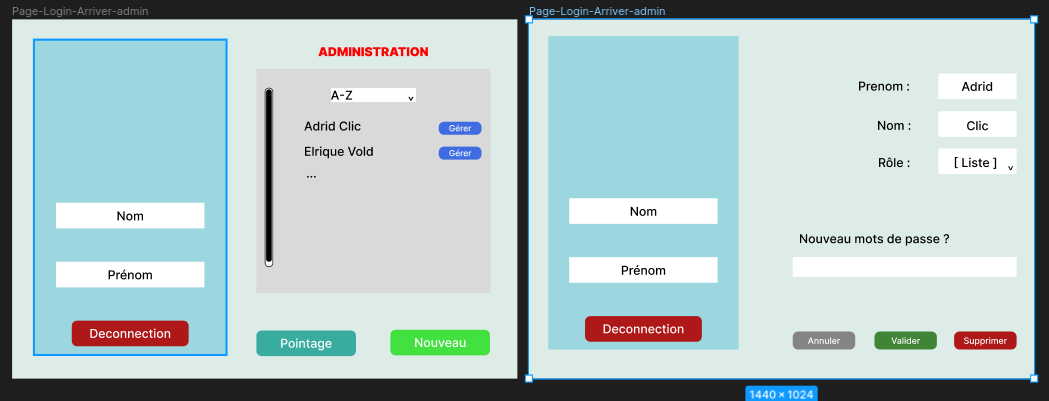 Page-Login-Arriver-admin
ADMINISTRATION
A-Z
Adrid Clic
Gérer
Elrique Vold
Gérer
...
Nom
Prénom
Deconnection
Pointage
Nouveau
Page-Login-Arriver-admin
Prenom :
Adrid
Nom :
Clic
Rôle :
[ Liste ]
Nom
Nouveau mots de passe ?
Prénom
Deconnection
Annuler
Valider
Supprimer
1440 × 1024